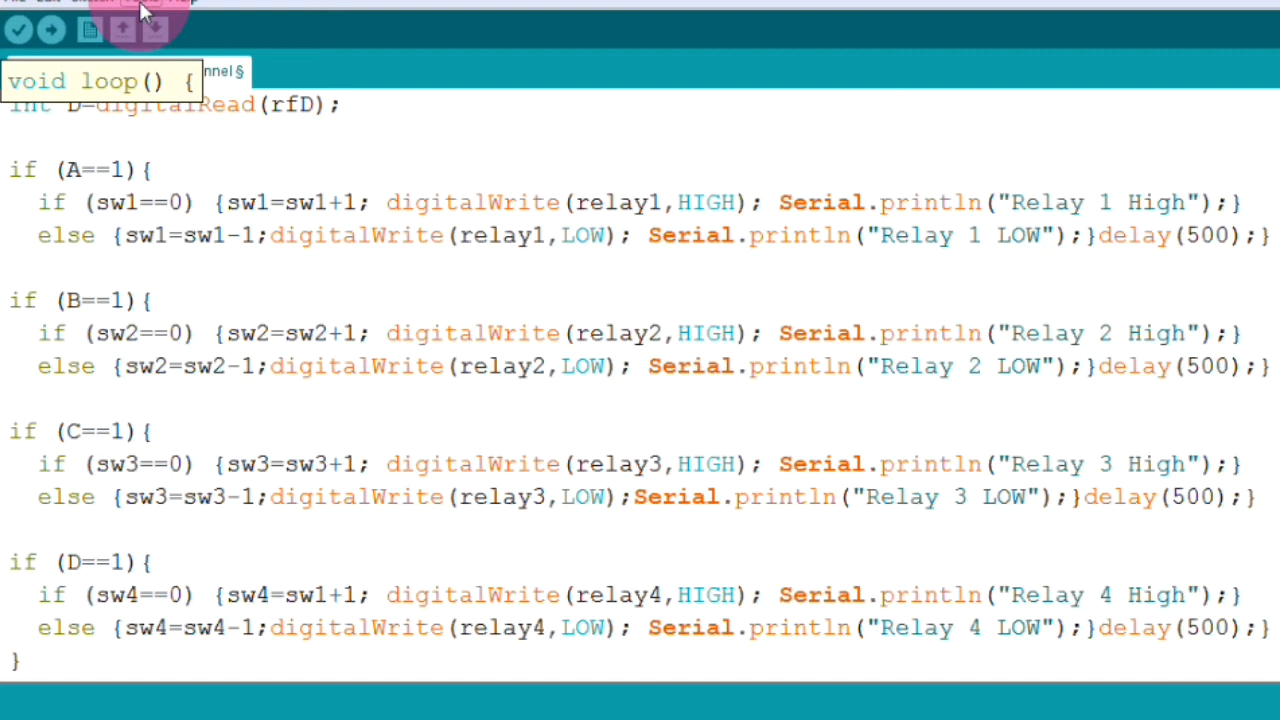 Help
nnel §
void loop() {
int D=digitalRead(rfD);
if (A==1){
if (sw1==0) {sw1=sw1+1; digitalWrite(relay1,HIGH); Serial.println("Relay 1 High");}
else {sw1=sw1-1;digitalWrite(relay1,LOW); Serial.println("Relay 1 LOW");}delay(500);}
if (B==1){
if (sw2==0) {sw2=sw2+1; digitalWrite(relay2,HIGH); Serial.println("Relay 2 High");}
else {sw2=sw2-1;digitalWrite(relay2,LOW); Serial.println("Relay 2 LOW");}delay(500);}
if (C==1){
if (sw3==0) {sw3=sw3+1; digitalWrite(relay3,HIGH); Serial.println("Relay 3 High");}
else {sw3=sw3-1;digitalWrite(relay3,LOW);Serial.println("Relay 3 LOW");}delay(500);}
if (D==1){
if (sw4==0) {sw4=sw1+1; digitalWrite(relay4,HIGH); Serial.println("Relay 4 High");}
else {sw4=sw4-1;digitalWrite(relay4,LOW); Serial.println("Relay 4 LOW");}delay(500);}
}